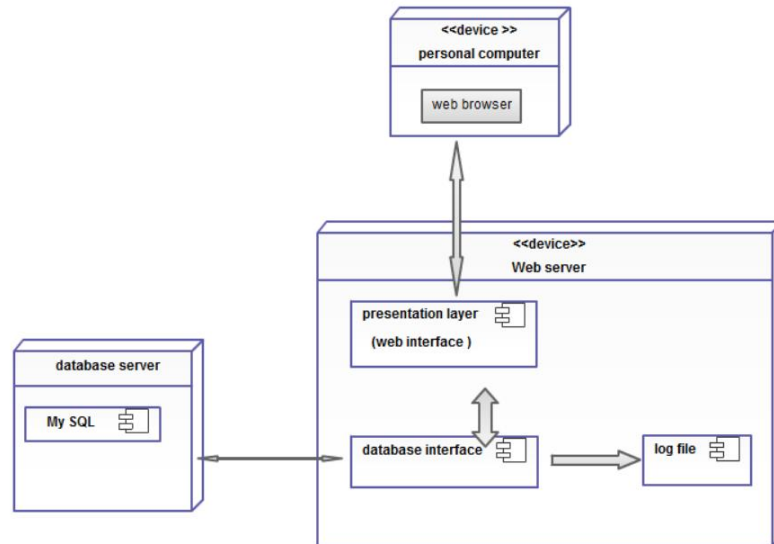 <<device >>
personal computer
web browser
<<device>>
Web server
presentation layer
(web interface )
database server
My SQL
database interface
log file